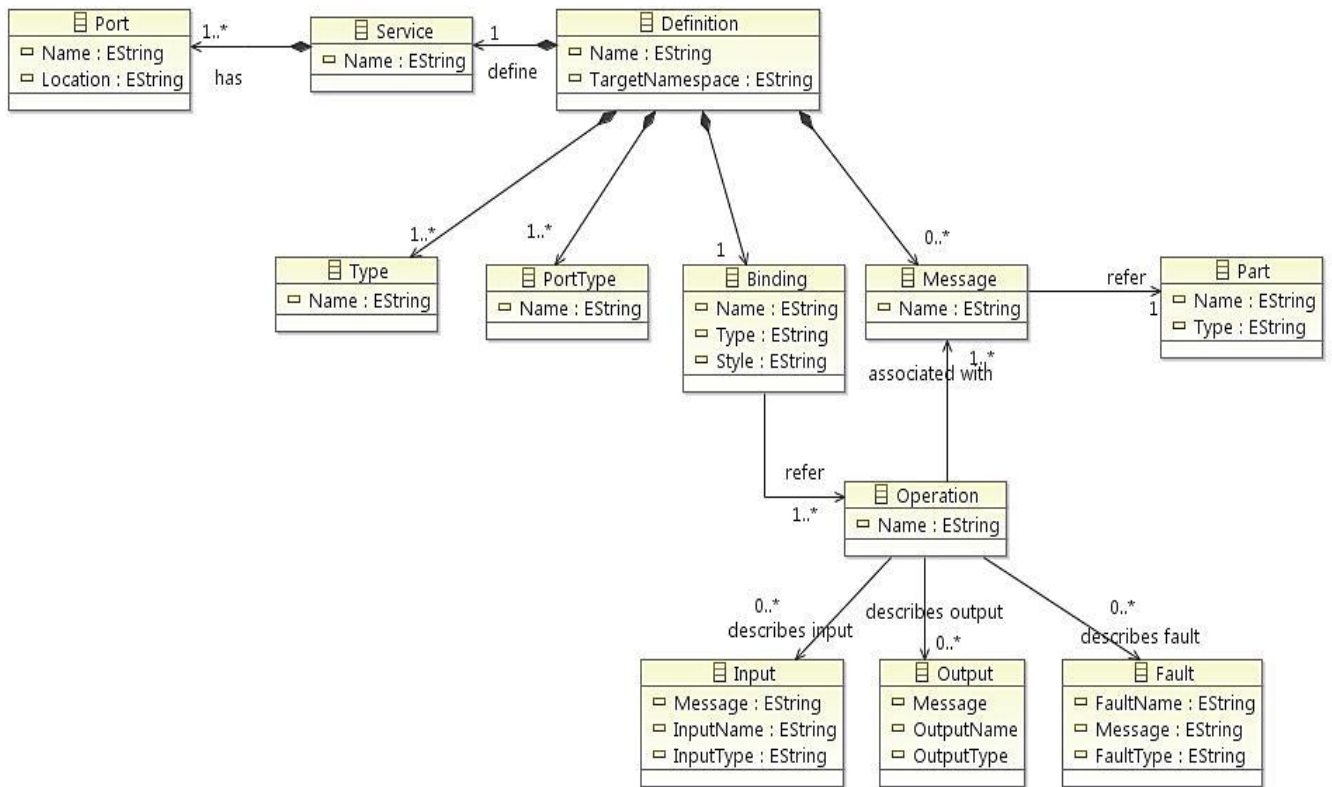 Port
Name : EString
Location : EString
1..*
has
Service
Name : EString
1
define
Definition
Name : EString
TargetNamespace : EString
1..*
1..*
1
0..*
Type
Name : EString
PortType
Name : EString
Binding
Name : EString
Type : EString
Style : EString
Message
Name : EString
refer
1
Part
Name : EString
Type : EString
1..*
associated with
refer
1..*
Operation
Name : EString
0..*
describes input
describes output
0..*
0..*
describes fault
Input
Message : EString
InputName : EString
InputType : EString
Output
Message
OutputName
OutputType
Fault
FaultName : EString
Message : EString
FaultType : EString